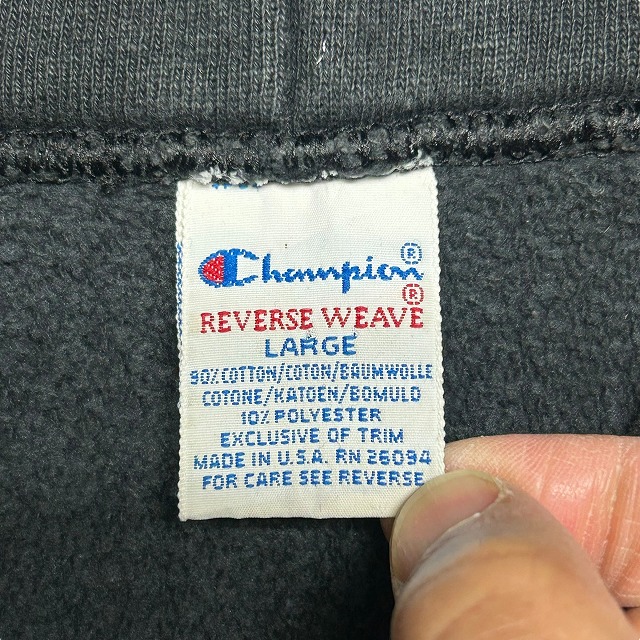 Champion®
REVERSE WEAVE®
LARGE
90% COTTON/COTON/BAUMWOLLE
COTONE/KATOEN/BOMULD
10% POLYESTER
EXCLUSIVE OF TRIM
MADE IN U.S.A. RN 26094
FOR CARE SEE REVERSE